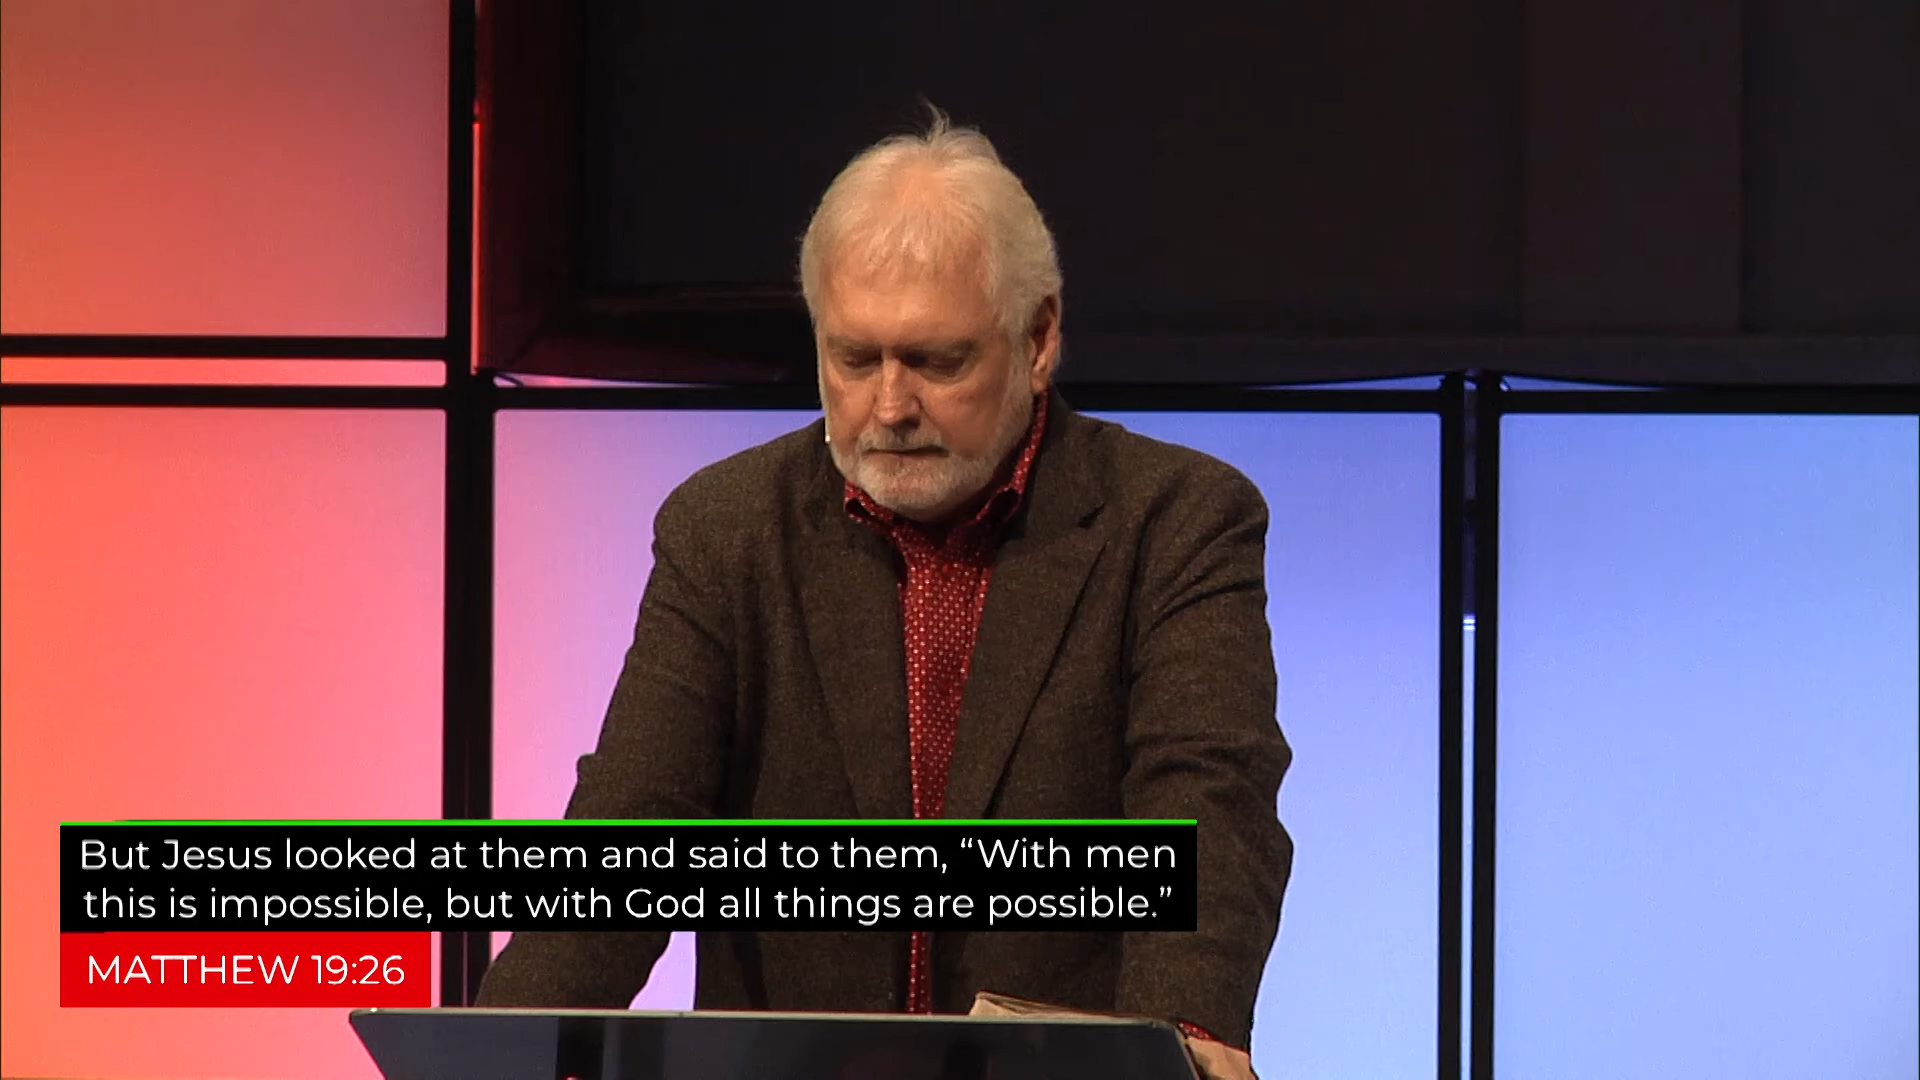 But Jesus looked at them and said to them, “With men
this is impossible, but with God all things are possible.”
MATTHEW 19:26